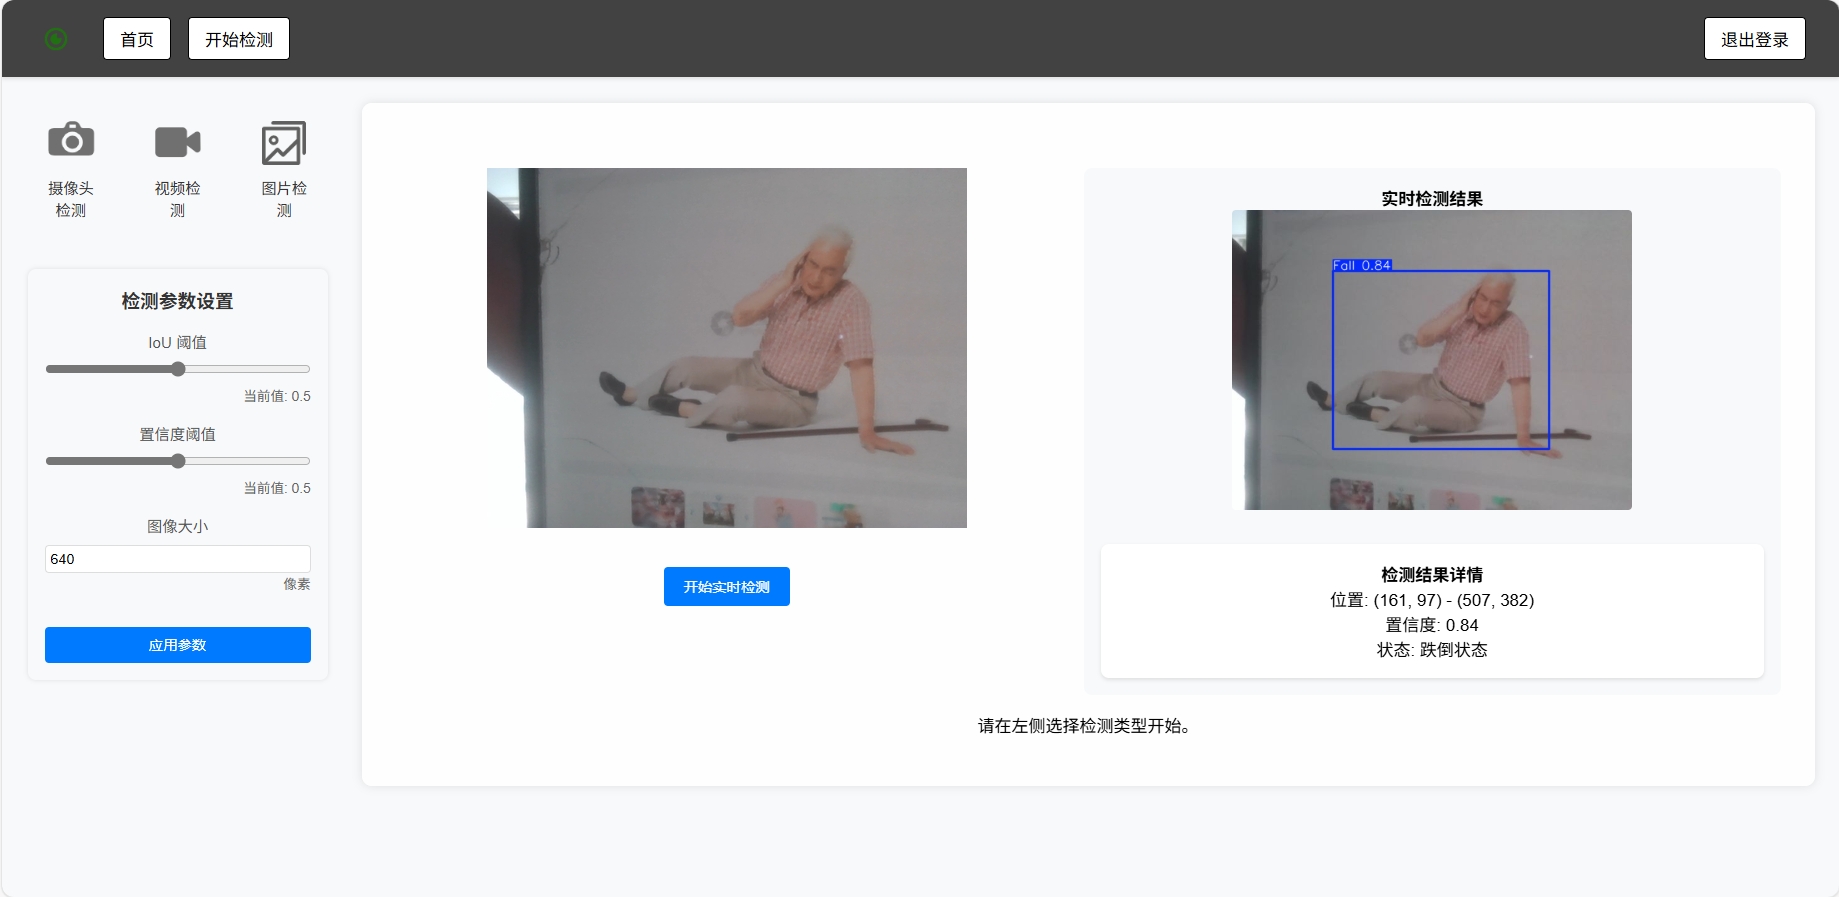 首页
开始检测
退出登录
摄像头
检测
视频检
测
图片检
测
检测参数设置
IoU 阈值
当前值: 0.5
置信度阈值
当前值: 0.5
图像大小
640
像素
应用参数
开始实时检测
实时检测结果
Fall 0.84
检测结果详情
位置: (161, 97) - (507, 382)
置信度: 0.84
状态: 跌倒状态
请在左侧选择检测类型开始。